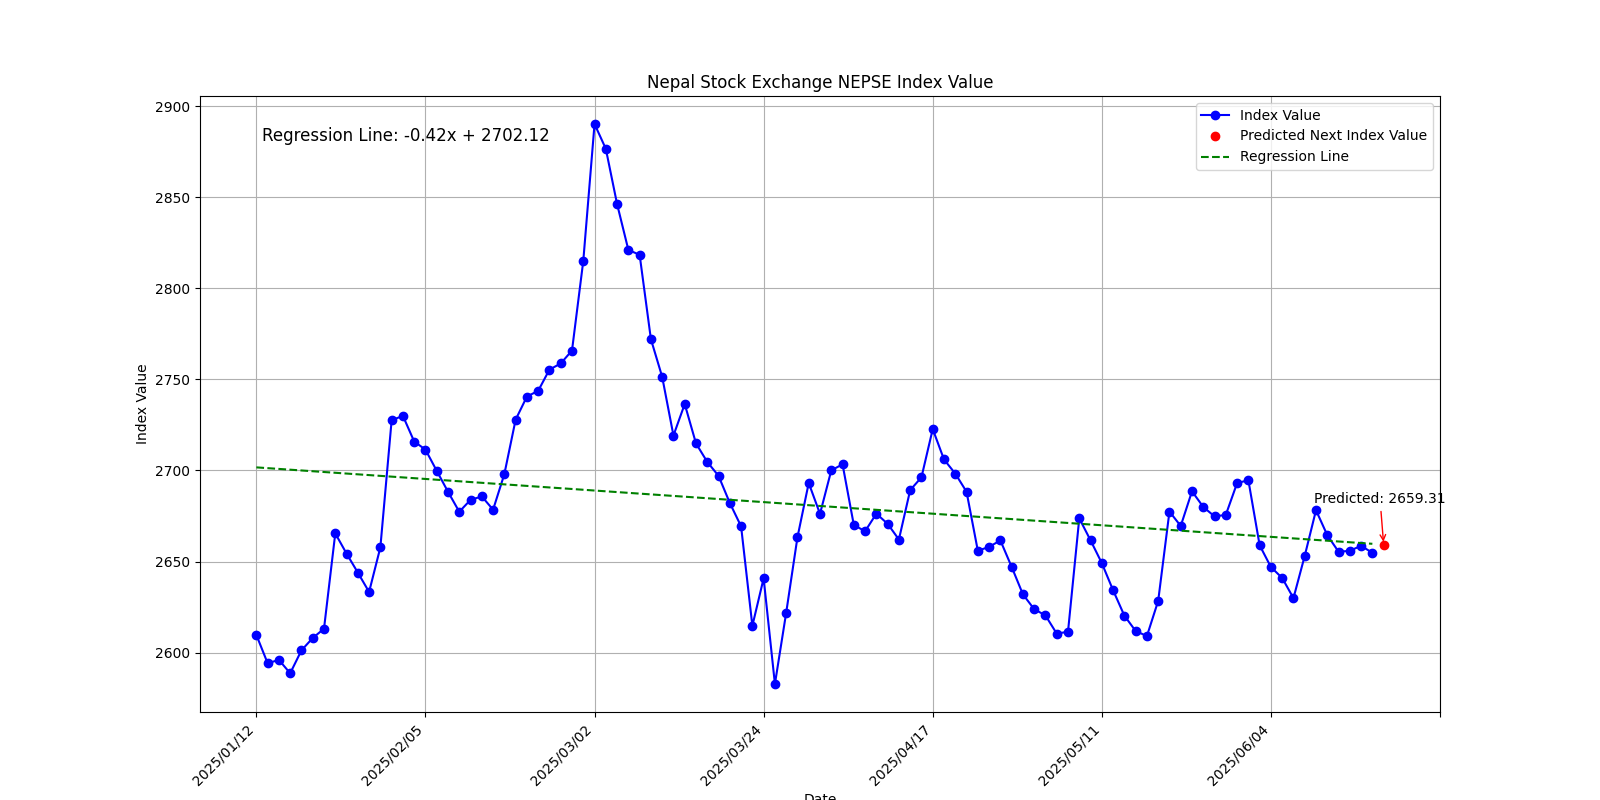 Nepal Stock Exchange NEPSE Index Value
2900
2850
2800
2750
2700
2650
2600
Index Value
Regression Line: -0.42x + 2702.12
Index Value
Predicted Next Index Value
Regression Line
Predicted: 2659.31
2025/01/12
2025/02/05
2025/03/02
2025/03/24
2025/04/17
2025/05/11
2025/06/04
Date